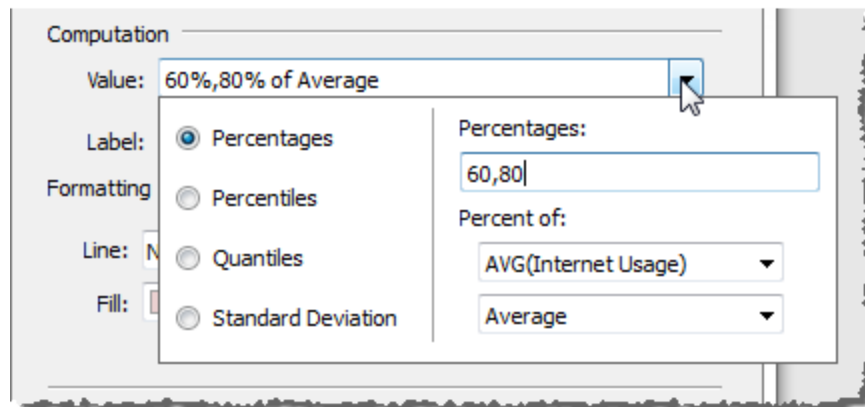 Computation
Value: 60%,80% of Average
Label:
Formatting
Line: N
Fill:
Percentages
Percentiles
Quantiles
Standard Deviation
Percentages:
60,80
Percent of:
AVG(Internet Usage)
Average